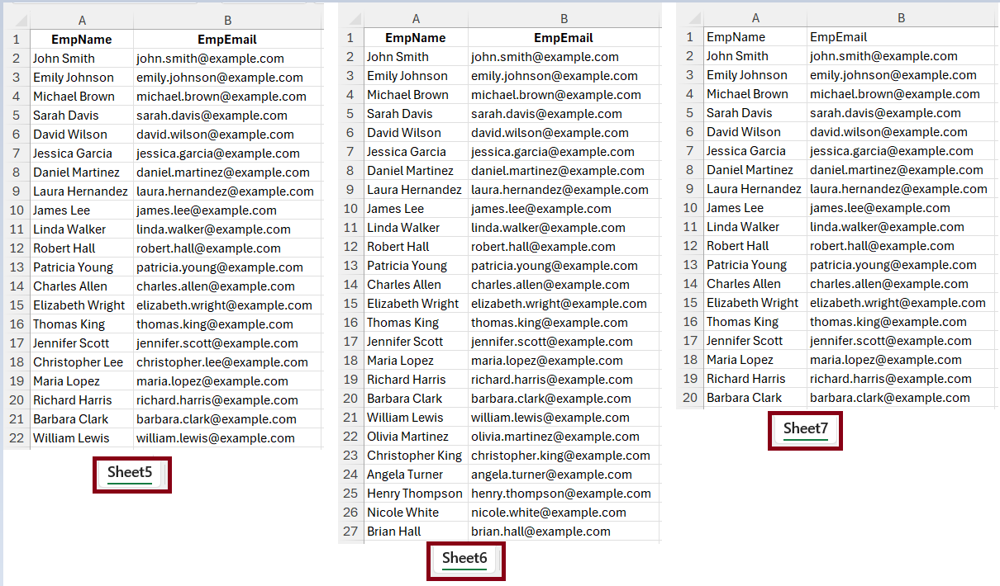 A B
1 EmpName EmpEmail
2 John Smith john.smith@example.com
3 Emily Johnson emily.johnson@example.com
4 Michael Brown michael.brown@example.com
5 Sarah Davis sarah.davis@example.com
6 David Wilson david.wilson@example.com
7 Jessica Garcia jessica.garcia@example.com
8 Daniel Martinez daniel.martinez@example.com
9 Laura Hernandez laura.hernandez@example.com
10 James Lee james.lee@example.com
11 Linda Walker linda.walker@example.com
12 Robert Hall robert.hall@example.com
13 Patricia Young patricia.young@example.com
14 Charles Allen charles.allen@example.com
15 Elizabeth Wright elizabeth.wright@example.com
16 Thomas King thomas.king@example.com
17 Jennifer Scott jennifer.scott@example.com
18 Christopher Lee christopher.lee@example.com
19 Maria Lopez maria.lopez@example.com
20 Richard Harris richard.harris@example.com
21 Barbara Clark barbara.clark@example.com
22 William Lewis william.lewis@example.com
Sheet5
A B
1 EmpName EmpEmail
2 John Smith john.smith@example.com
3 Emily Johnson emily.johnson@example.com
4 Michael Brown michael.brown@example.com
5 Sarah Davis sarah.davis@example.com
6 David Wilson david.wilson@example.com
7 Jessica Garcia jessica.garcia@example.com
8 Daniel Martinez daniel.martinez@example.com
9 Laura Hernandez laura.hernandez@example.com
10 James Lee james.lee@example.com
11 Linda Walker linda.walker@example.com
12 Robert Hall robert.hall@example.com
13 Patricia Young patricia.young@example.com
14 Charles Allen charles.allen@example.com
15 Elizabeth Wright elizabeth.wright@example.com
16 Thomas King thomas.king@example.com
17 Jennifer Scott jennifer.scott@example.com
18 Maria Lopez maria.lopez@example.com
19 Richard Harris richard.harris@example.com
20 Barbara Clark barbara.clark@example.com
21 William Lewis william.lewis@example.com
22 Olivia Martinez olivia.martinez@example.com
23 Christopher King christopher.king@example.com
24 Angela Turner angela.turner@example.com
25 Henry Thompson henry.thompson@example.com
26 Nicole White nicole.white@example.com
27 Brian Hall brian.hall@example.com
Sheet6
A B
1 EmpName EmpEmail
2 John Smith john.smith@example.com
3 Emily Johnson emily.johnson@example.com
4 Michael Brown michael.brown@example.com
5 Sarah Davis sarah.davis@example.com
6 David Wilson david.wilson@example.com
7 Jessica Garcia jessica.garcia@example.com
8 Daniel Martinez daniel.martinez@example.com
9 Laura Hernandez laura.hernandez@example.com
10 James Lee james.lee@example.com
11 Linda Walker linda.walker@example.com
12 Robert Hall robert.hall@example.com
13 Patricia Young patricia.young@example.com
14 Charles Allen charles.allen@example.com
15 Elizabeth Wright elizabeth.wright@example.com
16 Thomas King thomas.king@example.com
17 Jennifer Scott jennifer.scott@example.com
18 Maria Lopez maria.lopez@example.com
19 Richard Harris richard.harris@example.com
20 Barbara Clark barbara.clark@example.com
Sheet7